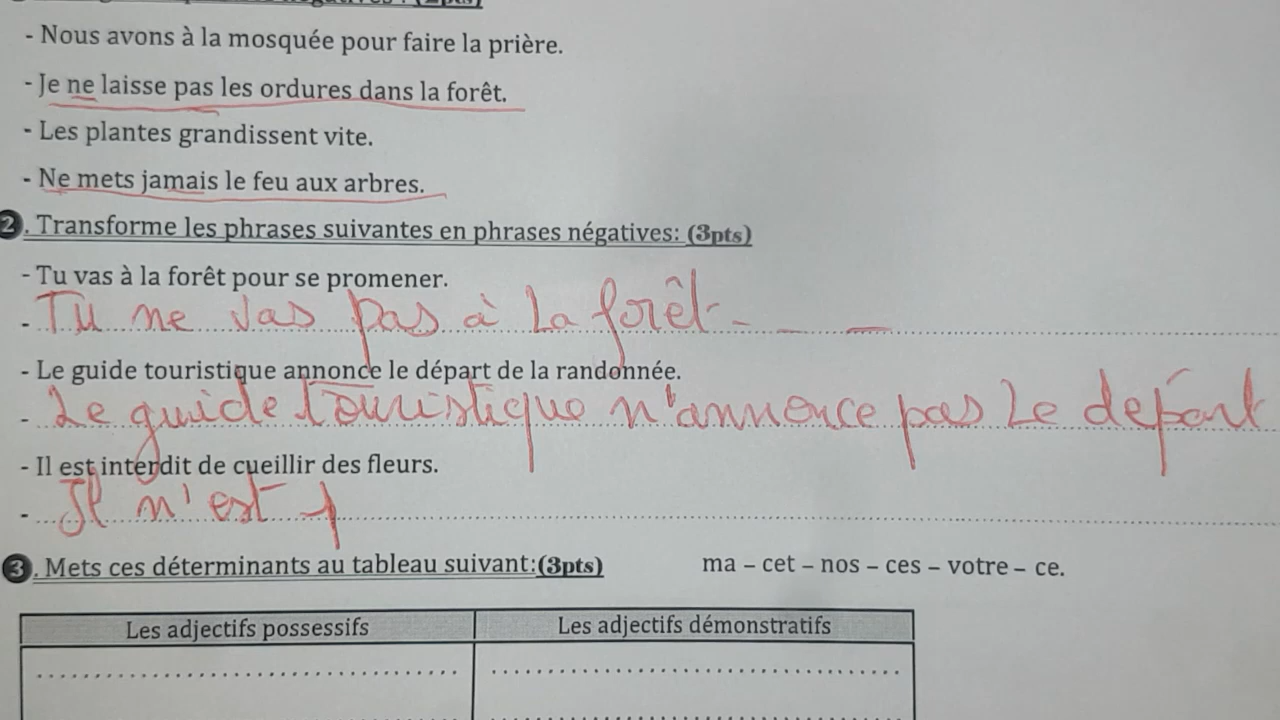 négatives : (2pts)
- Nous avons à la mosquée pour faire la prière.
- Je ne laisse pas les ordures dans la forêt.
- Les plantes grandissent vite.
- Ne mets jamais le feu aux arbres.
2. Transforme les phrases suivantes en phrases négatives: (3pts)
- Tu vas à la forêt pour se promener.
- Tu ne vas pas à la forêt - _ _
- Le guide touristique annonce le départ de la randonnée.
- Le guide touristique n'annonce pas le depart
- Il est interdit de cueillir des fleurs.
- Il n'est p
3. Mets ces déterminants au tableau suivant:(3pts) ma – cet – nos – ces – votre – ce.
Les adjectifs possessifs Les adjectifs démonstratifs